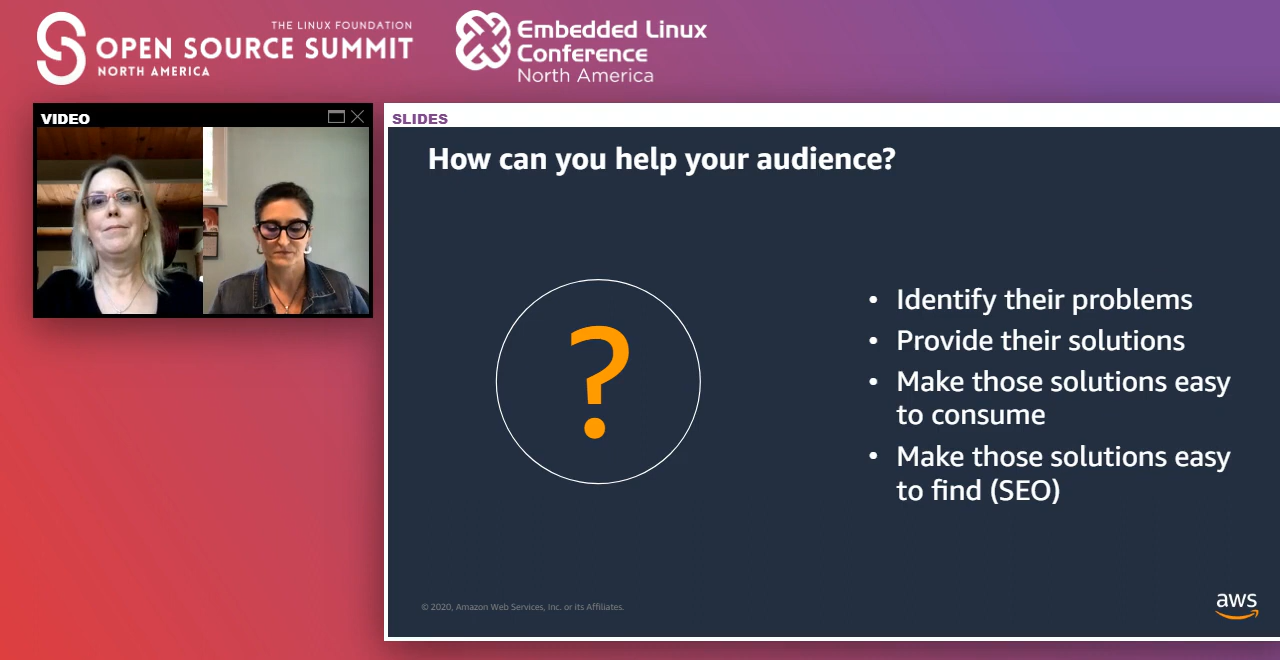 THE LINUX FOUNDATION
OPEN SOURCE SUMMIT
NORTH AMERICA
Embedded Linux
Conference
North America
VIDEO
SLIDES
How can you help your audience?
?
• Identify their problems
• Provide their solutions
• Make those solutions easy
to consume
• Make those solutions easy
to find (SEO)
© 2020, Amazon Web Services, Inc. or its Affiliates.
aws